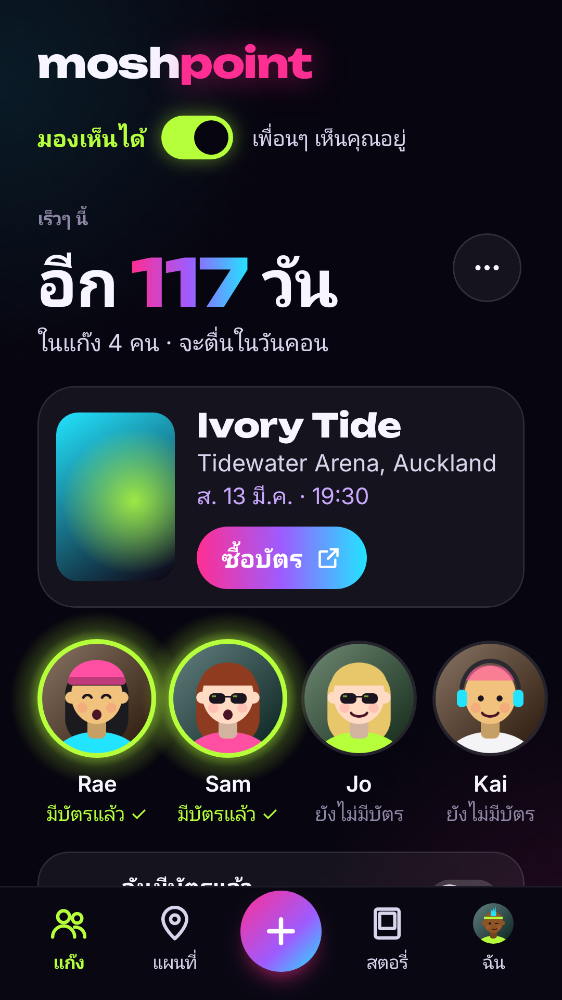 moshpoint
มองเห็นได้ เพื่อนๆ เห็นคุณอยู่
เร็วๆ นี้
อีก 117 วัน
ในแก๊ง 4 คน · จะตื่นในวันคอน
Ivory Tide
Tidewater Arena, Auckland
ส. 13 มี.ค. · 19:30
ซื้อบัตร
Rae Sam Jo Kai
มีบัตรแล้ว ✓ มีบัตรแล้ว ✓ ยังไม่มีบัตร ยังไม่มีบัตร
แก๊ง แผนที่ สตอรี่ ฉัน